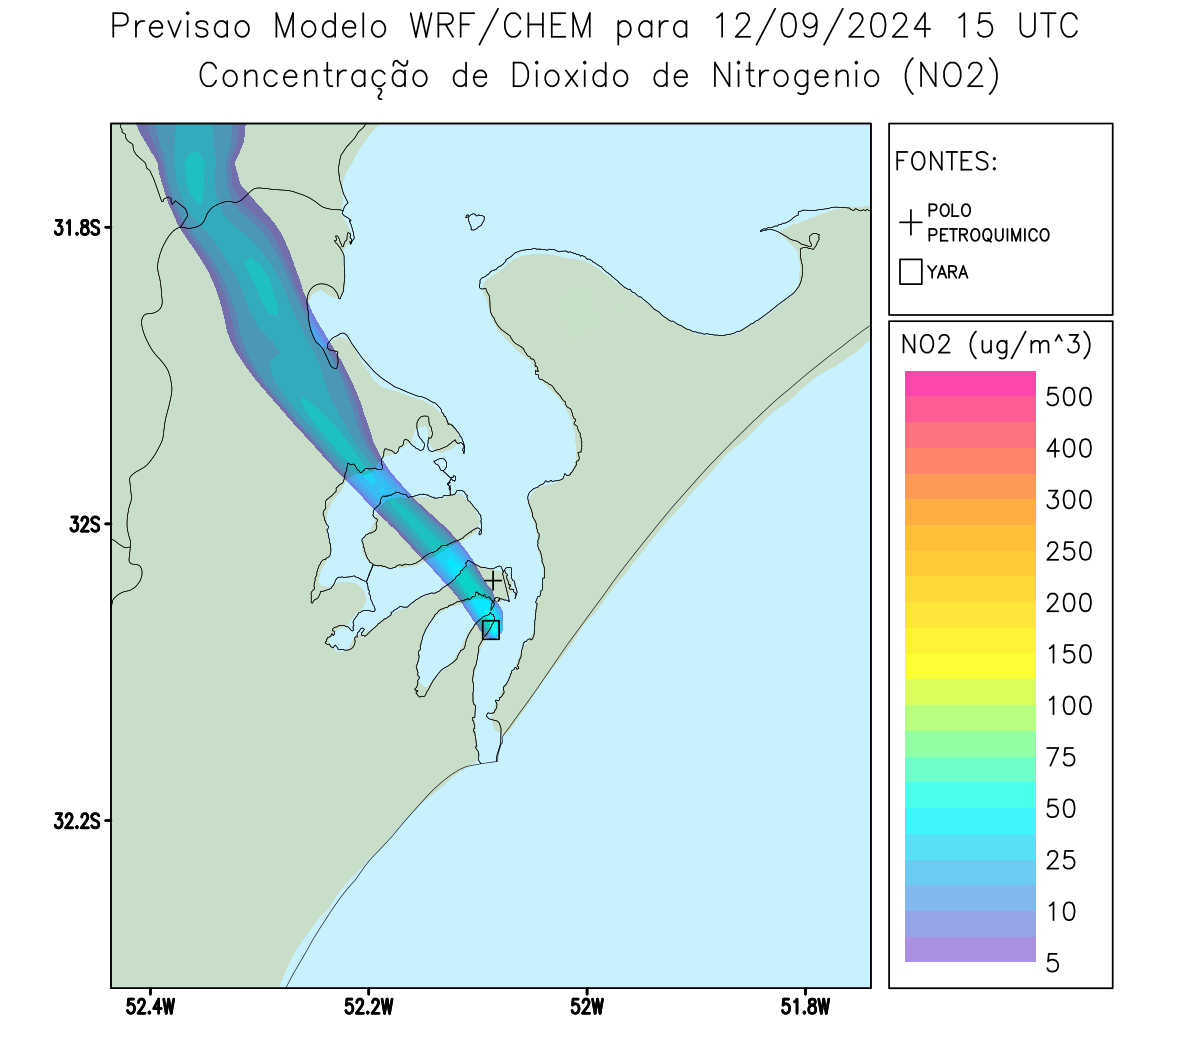 Previsao Modelo WRF/CHEM para 12/09/2024 15 UTC
Concentração de Dioxido de Nitrogenio (NO2)
FONTES:
POLO
PETROQUIMICO
YARA
NO2 (ug/m^3)
500
400
300
250
200
150
100
75
50
25
10
5
31.8S
32S
32.2S
52.4W
52.2W
52W
51.8W